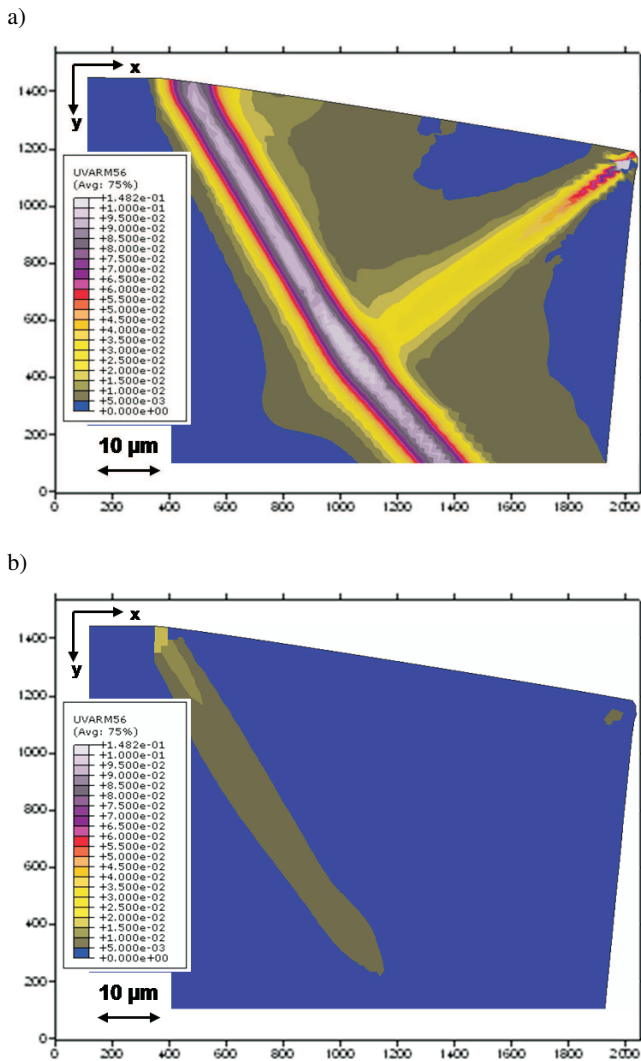 a)
x
1400
y
1200
UVARM56
(Avg: 75%)
+1.482e-01
+1.000e-01
+9.500e-02
+9.000e-02
+8.500e-02
+8.000e-02
+7.500e-02
+7.000e-02
+6.500e-02
+6.000e-02
+5.500e-02
+5.000e-02
+4.500e-02
+4.000e-02
+3.500e-02
+3.000e-02
+2.500e-02
+2.000e-02
+1.500e-02
+1.000e-02
+5.000e-03
+0.000e+00
1000
800
600
400
200
10 µm
0
0 200 400 600 800 1000 1200 1400 1600 1800 2000
b)
x
1400
y
1200
UVARM56
(Avg: 75%)
+1.482e-01
+1.000e-01
+9.500e-02
+9.000e-02
+8.500e-02
+8.000e-02
+7.500e-02
+7.000e-02
+6.500e-02
+6.000e-02
+5.500e-02
+5.000e-02
+4.500e-02
+4.000e-02
+3.500e-02
+3.000e-02
+2.500e-02
+2.000e-02
+1.500e-02
+1.000e-02
+5.000e-03
+0.000e+00
1000
800
600
400
200
10 µm
0
0 200 400 600 800 1000 1200 1400 1600 1800 2000